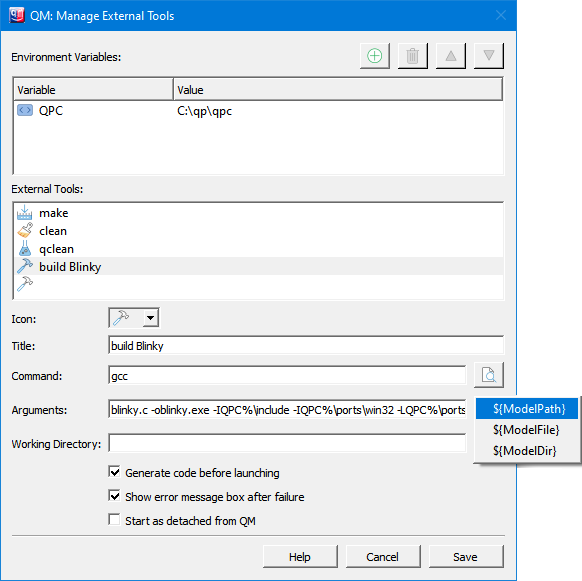 QM: Manage External Tools
Environment Variables:
Variable Value
QPC C:\qp\qpc
External Tools:
make
clean
qclean
build Blinky
Icon:
Title: build Blinky
Command: gcc
Arguments: blinky.c -oblinky.exe -IQPC%\include -IQPC%\ports\win32 -LQPC%\ports
${ModelPath}
${ModelFile}
${ModelDir}
Working Directory:
Generate code before launching
Show error message box after failure
Start as detached from QM
Help Cancel Save